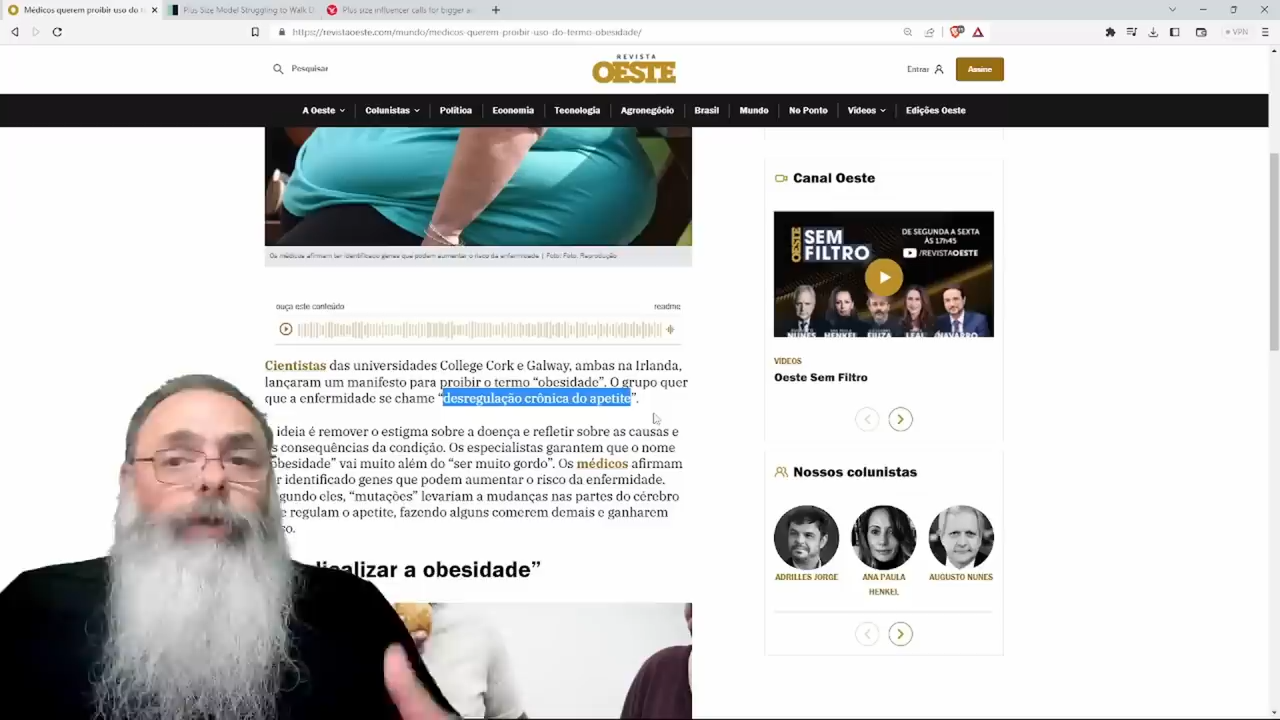 Médicos querem proibir uso do t
Plus Size Model Struggling to Walk D
Plus size influencer calls for bigger a
https://revistaoeste.com/mundo/medicos-querem-proibir-uso-do-termo-obesidade/
VPN
Pesquisar
REVISTA
OESTE
Entrar
Assine
A Oeste
Colunistas
Política
Economia
Tecnologia
Agronegócio
Brasil
Mundo
No Ponto
Vídeos
Edições Oeste
Os médicos afirmam ter identificado genes que podem aumentar o risco da enfermidade | Foto: Foto: Reprodução
ouça este conteúdo
readme
Cientistas das universidades College Cork e Galway, ambas na Irlanda,
lançaram um manifesto para proibir o termo “obesidade”. O grupo quer
que a enfermidade se chame “desregulação crônica do apetite”.
ideia é remover o estigma sobre a doença e refletir sobre as causas e
s consequências da condição. Os especialistas garantem que o nome
besidade” vai muito além do “ser muito gordo”. Os médicos afirmam
r identificado genes que podem aumentar o risco da enfermidade.
gundo eles, “mutações” levariam a mudanças nas partes do cérebro
e regulam o apetite, fazendo alguns comerem demais e ganharem
so.
alizar a obesidade”
Canal Oeste
OESTE
SEM
FILTRO
DE SEGUNDA A SEXTA
ÀS 17h45
/REVISTAOESTE
VÍDEOS
Oeste Sem Filtro
Nossos colunistas
ADRILLES JORGE
ANA PAULA
HENKEL
AUGUSTO NUNES